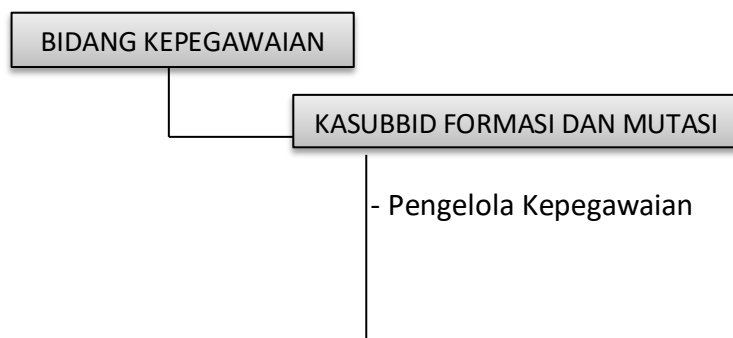 BIDANG KEPEGAWAIAN
KASUBBID FORMASI DAN MUTASI
- Pengelola Kepegawaian